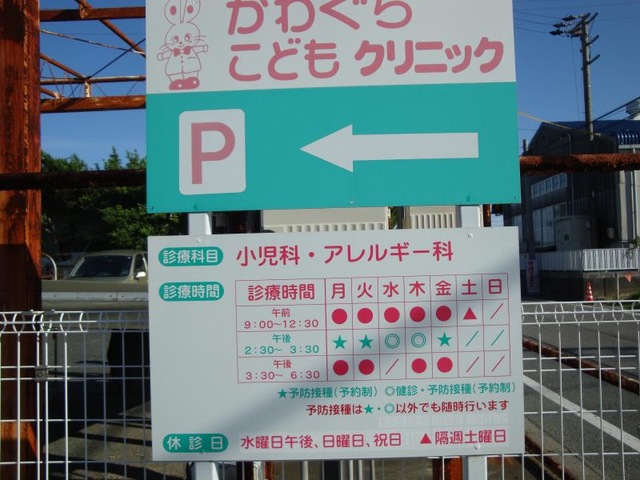 かわぐら
こどもクリニック
P
診療科目 小児科・アレルギー科
診療時間 診療時間 月 火 水 木 金 土 日
午前 9:00~12:30 ● ● ● ● ● ▲ ／
午後 2:30~ 3:30 ★ ★ ◎ ◎ ★ ／ ／
午後 3:30~ 6:30 ● ● ／ ● ● ／ ／
★予防接種(予約制) ◎健診・予防接種(予約制)
予防接種は★・◎以外でも随時行います
休診日 水曜日午後、日曜日、祝日 ▲隔週土曜日